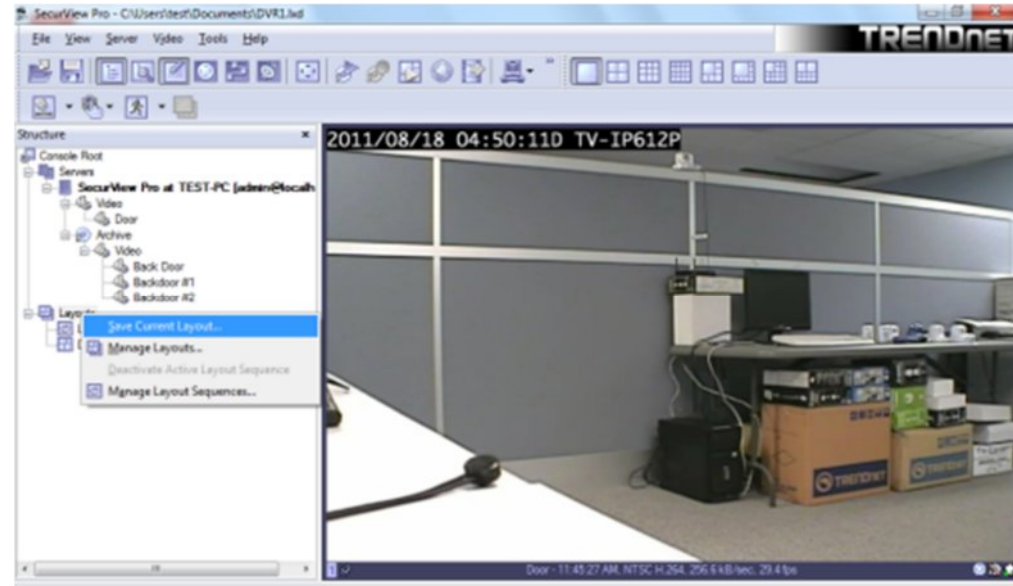 SecurView Pro - C:\Users\test\Documents\DVR1.lxd
File View Server Video Tools Help
TRENDNET
Structure
2011/08/18 04:50:11D TV-IP612P
Console Root
Servers
SecurView Pro at TEST-PC [admin@localh
Video
Door
Archive
Video
Back Door
Backdoor #1
Backdoor #2
Layouts
Save Current Layout...
Manage Layouts...
Deactivate Active Layout Sequence
Manage Layout Sequences...
TRENDNET
TRENDNET
Door - 11:45:27 AM, NTSC H.264, 256.6 kB/sec, 29.4 fps